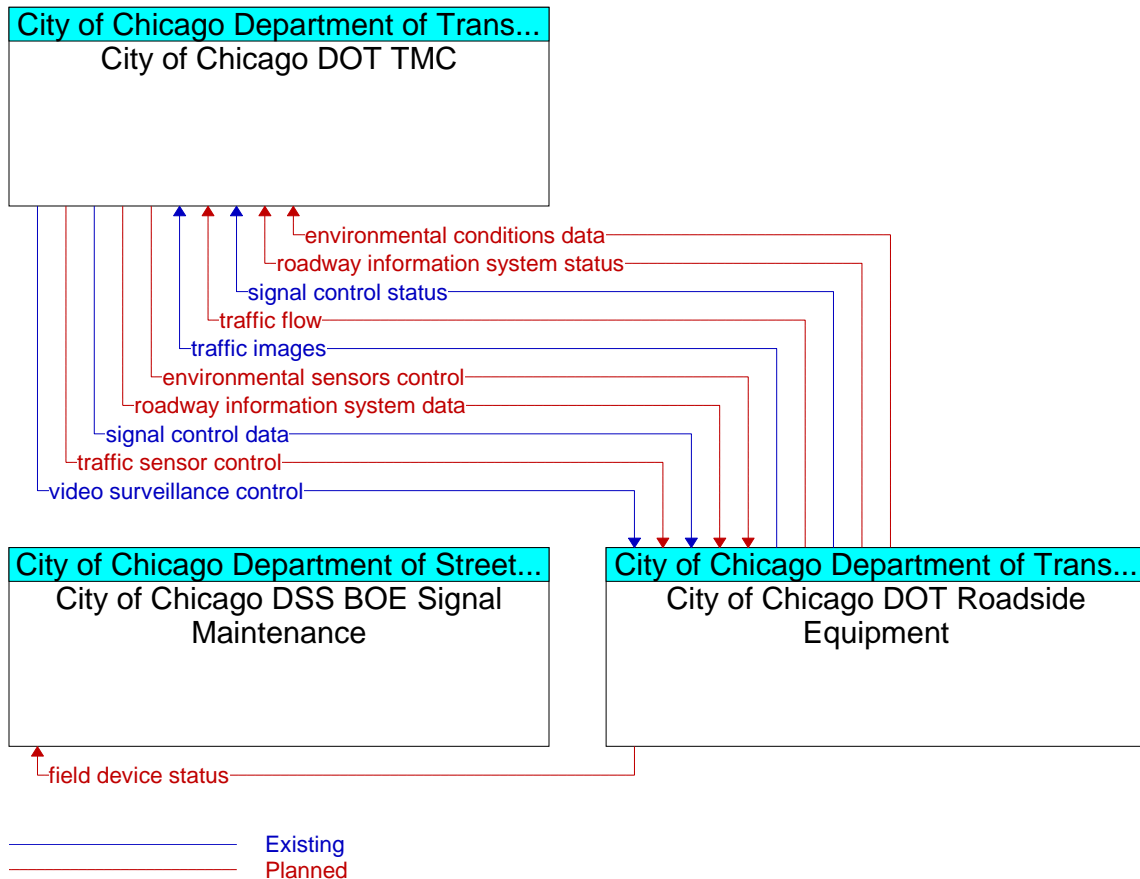 City of Chicago Department of Trans...
City of Chicago DOT TMC
environmental conditions data
roadway information system status
signal control status
traffic flow
traffic images
environmental sensors control
roadway information system data
signal control data
traffic sensor control
video surveillance control
City of Chicago Department of Street...
City of Chicago DSS BOE Signal
Maintenance
City of Chicago Department of Trans...
City of Chicago DOT Roadside
Equipment
field device status
Existing
Planned